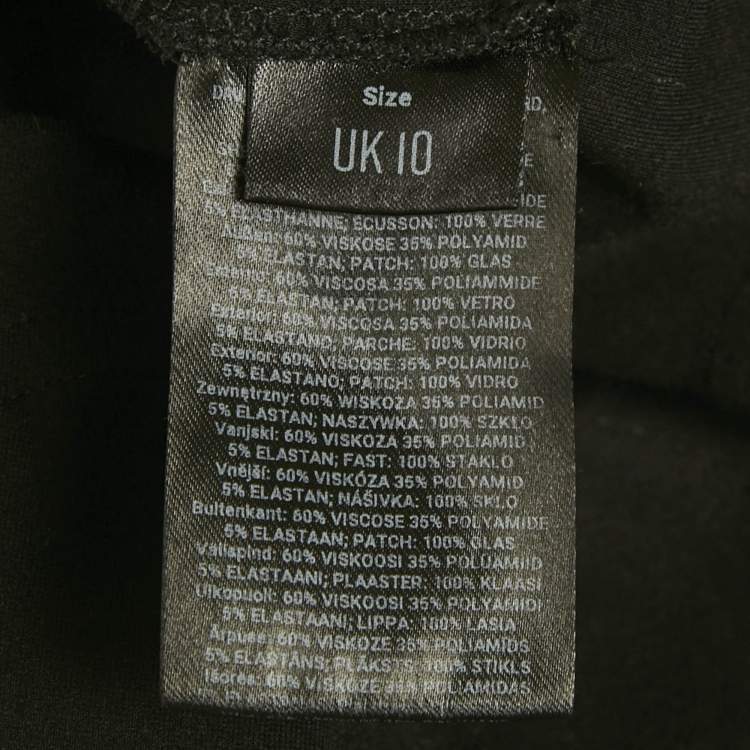 Size
UK 10
5% ELASTHANNE; ECUSSON: 100% VERRE
Außen: 60% VISKOSE 35% POLYAMID
5% ELASTAN; PATCH: 100% GLAS
Esterno: 60% VISCOSA 35% POLIAMMIDE
5% ELASTAN; PATCH: 100% VETRO
Exterior: 60% VISCOSA 35% POLIAMIDA
5% ELASTANO; PARCHE: 100% VIDRIO
Exterior: 60% VISCOSE 35% POLIAMIDA
5% ELASTANO; PATCH: 100% VIDRO
Zewnętrzny: 60% WISKOZA 35% POLIAMID
5% ELASTAN; NASZYWKA: 100% SZKŁO
Vanjski: 60% VISKOZA 35% POLIAMID
5% ELASTAN; FAST: 100% STAKLO
Vnější: 60% VISKÓZA 35% POLYAMID
5% ELASTAN; NÁŠIVKA: 100% SKLO
Buitenkant: 60% VISCOSE 35% POLYAMIDE
5% ELASTAAN; PATCH: 100% GLAS
Välispind: 60% VISKOOSI 35% POLÜAMIID
5% ELASTAANI; PLAASTER: 100% KLAASI
Ulkopuoli: 60% VISKOOSI 35% POLYAMIDI
5% ELASTAANI; LIPPA: 100% LASIA
Ārpuse: 60% VISKOZE 35% POLIAMIDS
5% ELASTĀNS; PLĀKSTS: 100% STIKLS
Išorės: 60% VISKOZĖ 35% POLIAMIDAS